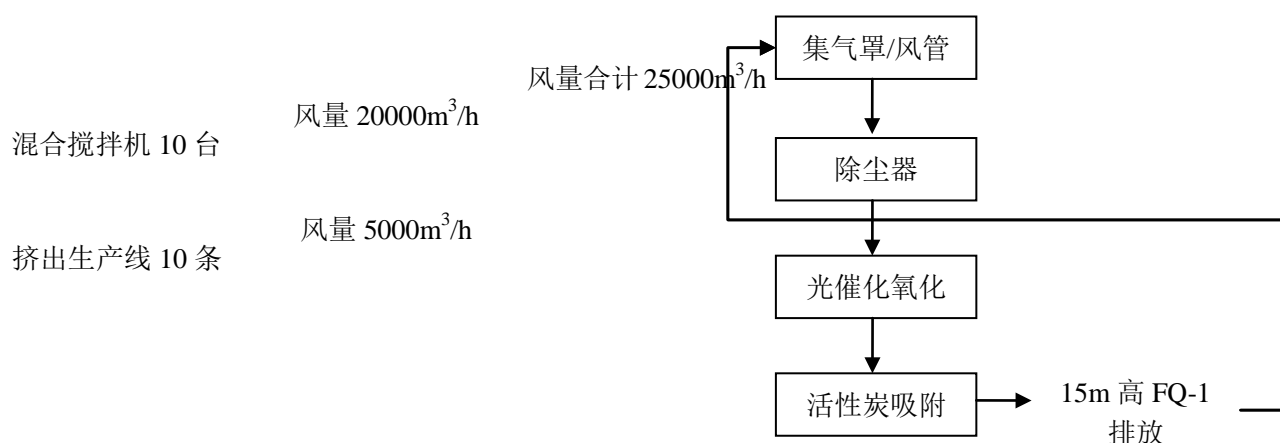 集气罩/风管
风量合计 25000m³/h
风量 20000m³/h
混合搅拌机 10 台
除尘器
风量 5000m³/h
挤出生产线 10 条
光催化氧化
活性炭吸附
15m 高 FQ-1
排放